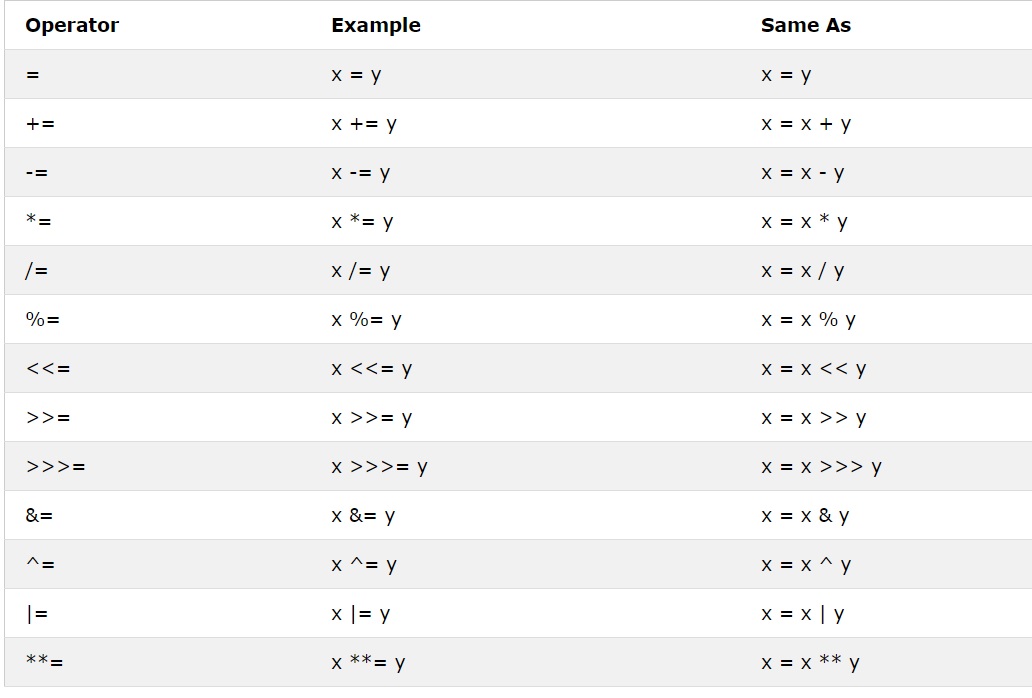 Operator Example Same As
= x = y x = y
+= x += y x = x + y
-= x -= y x = x - y
*= x *= y x = x * y
/= x /= y x = x / y
%= x %= y x = x % y
<<= x <<= y x = x << y
>>= x >>= y x = x >> y
>>>= x >>>= y x = x >>> y
&= x &= y x = x & y
^= x ^= y x = x ^ y
|= x |= y x = x | y
**= x **= y x = x ** y